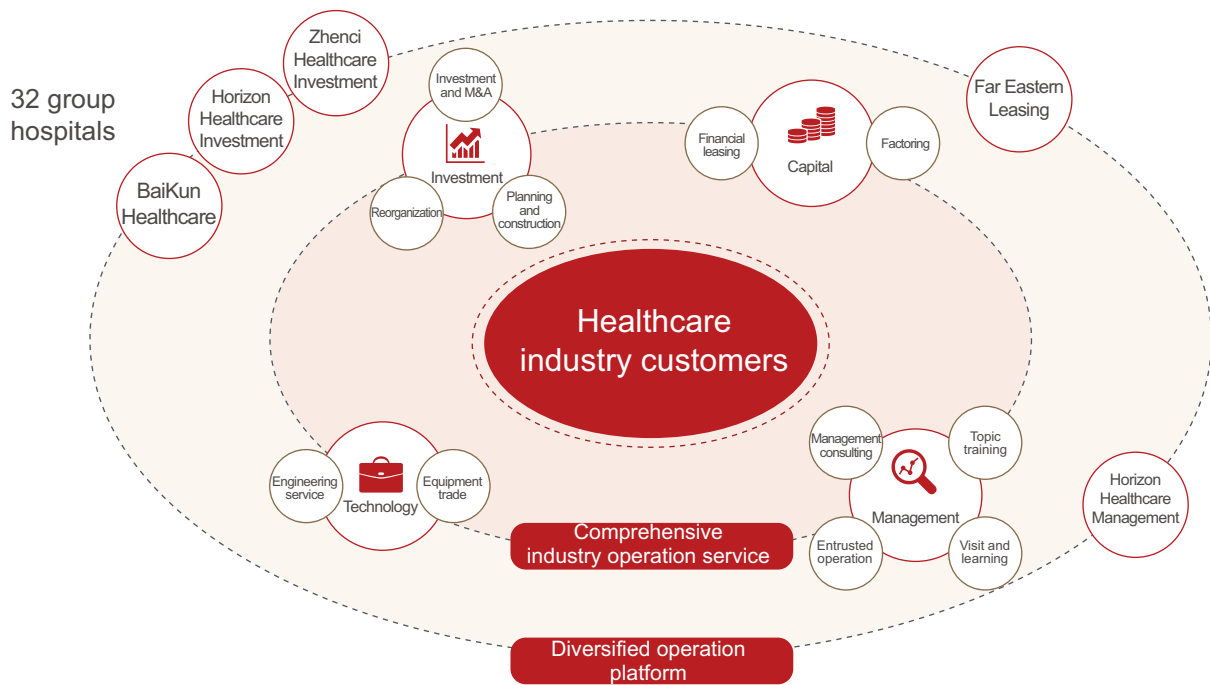 32 group
hospitals
Zhenci
Healthcare
Investment
Horizon
Healthcare
Investment
BaiKun
Healthcare
Investment
and M&A
Investment
Reorganization
Planning
and
construction
Financial
leasing
Capital
Factoring
Far Eastern
Leasing
Healthcare
industry customers
Engineering
service
Technology
Equipment
trade
Management
consulting
Topic
training
Management
Entrusted
operation
Visit and
learning
Horizon
Healthcare
Management
Comprehensive
industry operation service
Diversified operation
platform